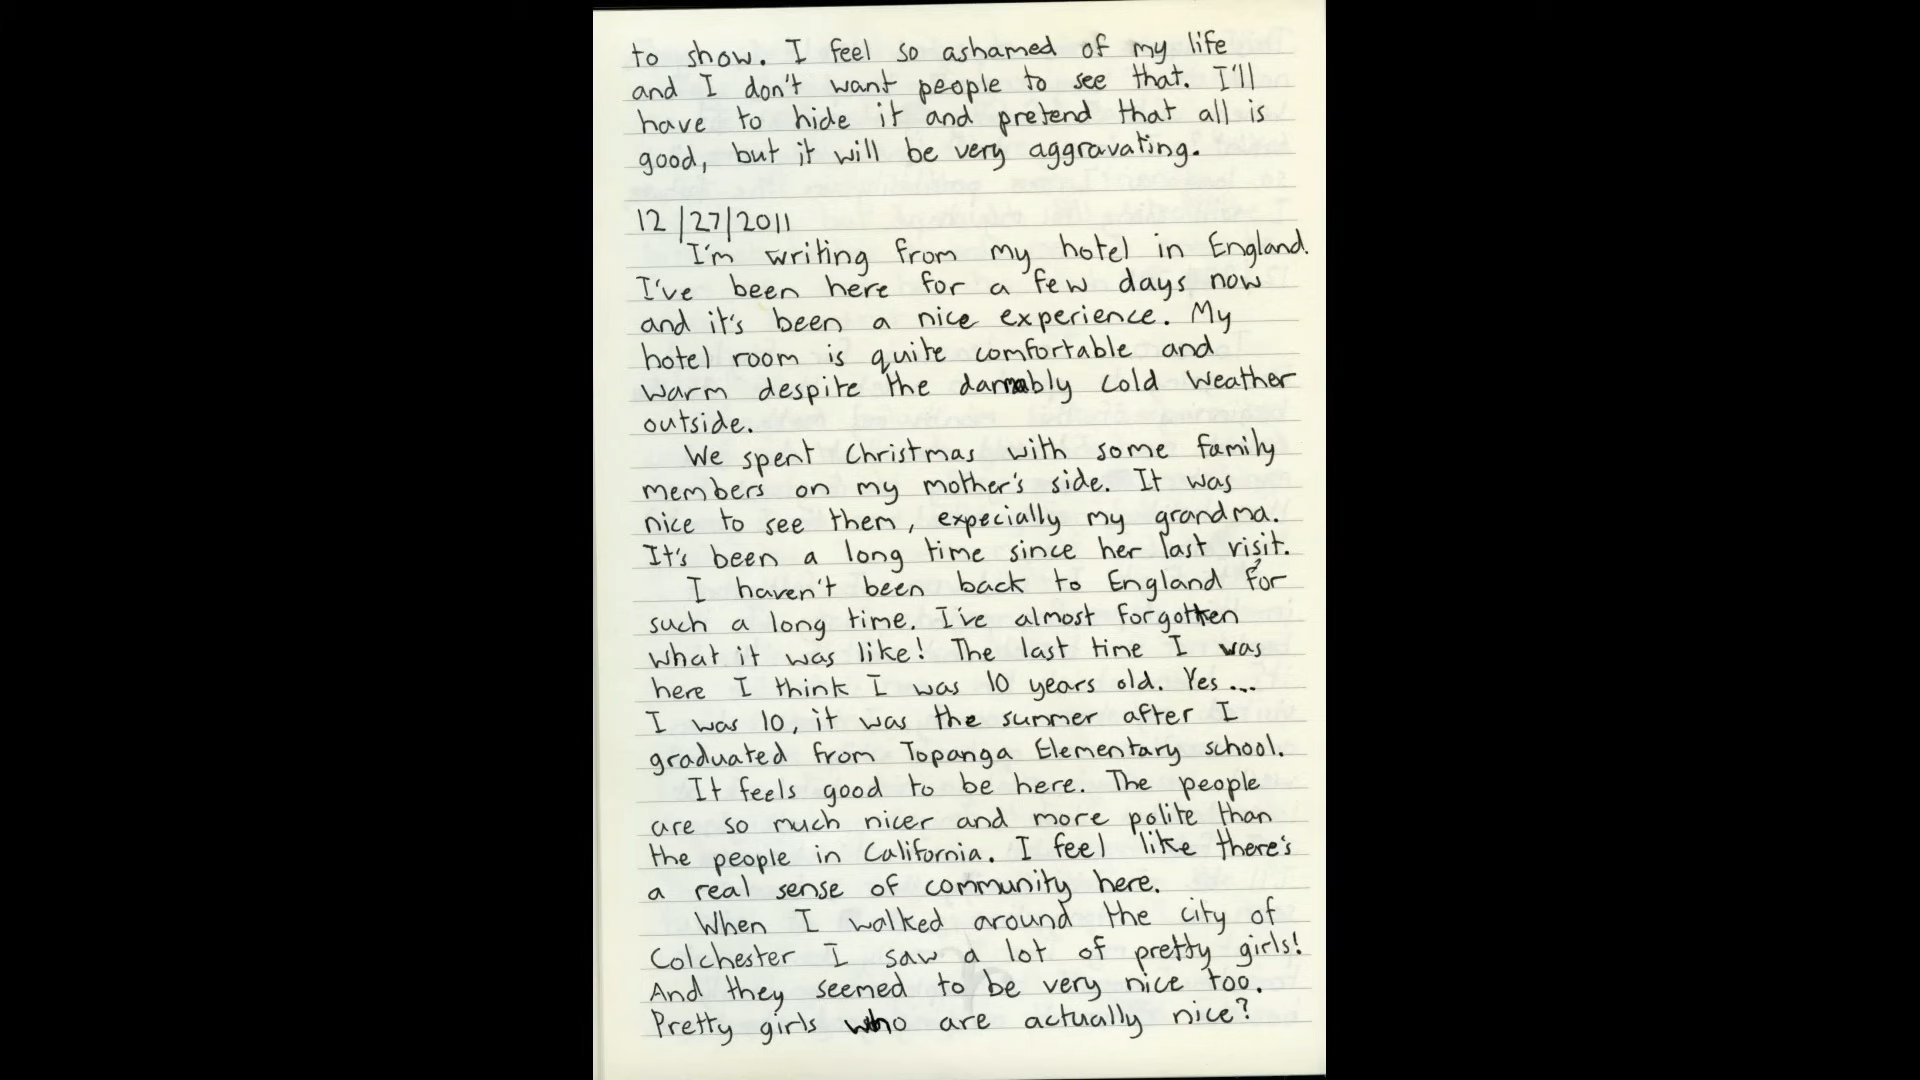 to show. I feel so ashamed of my life
and I don't want people to see that. I'll
have to hide it and pretend that all is
good, but it will be very aggravating.
12/27/2011
I'm writing from my hotel in England.
I've been here for a few days now
and it's been a nice experience. My
hotel room is quite comfortable and
warm despite the damnably cold weather
outside.
We spent Christmas with some family
members on my mother's side. It was
nice to see them, expecially my grandma.
It's been a long time since her last visit.
I haven't been back to England for
such a long time. I've almost forgotten
what it was like! The last time I was
here I think I was 10 years old. Yes...
I was 10, it was the summer after I
graduated from Topanga Elementary school.
It feels good to be here. The people
are so much nicer and more polite than
the people in California. I feel like there's
a real sense of community here.
When I walked around the city of
Colchester I saw a lot of pretty girls!
And they seemed to be very nice too.
Pretty girls who are actually nice?